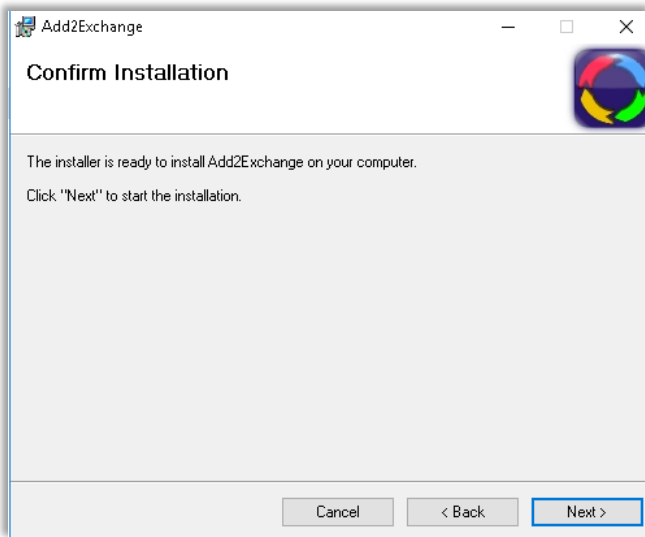 Add2Exchange
Confirm Installation
The installer is ready to install Add2Exchange on your computer.
Click "Next" to start the installation.
Cancel
< Back
Next >